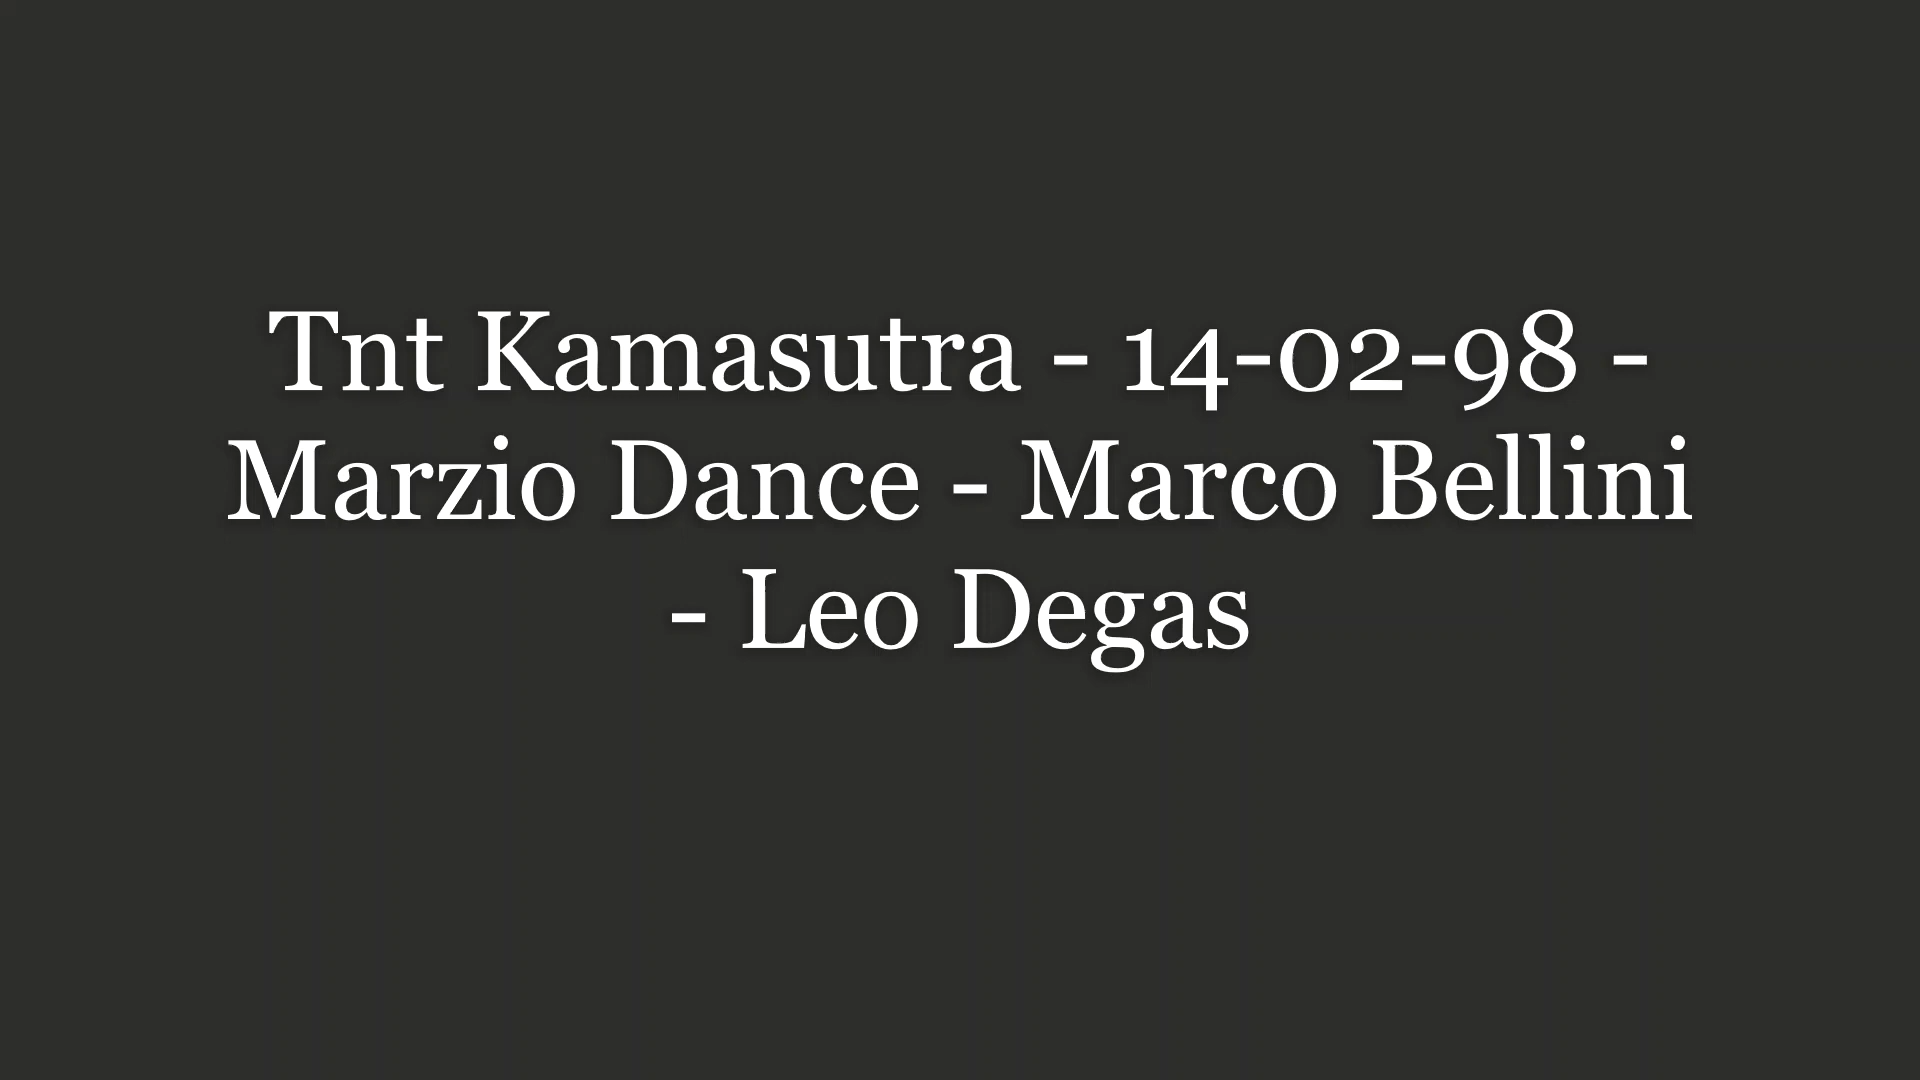 Tnt Kamasutra - 14-02-98 -
Marzio Dance - Marco Bellini
- Leo Degas